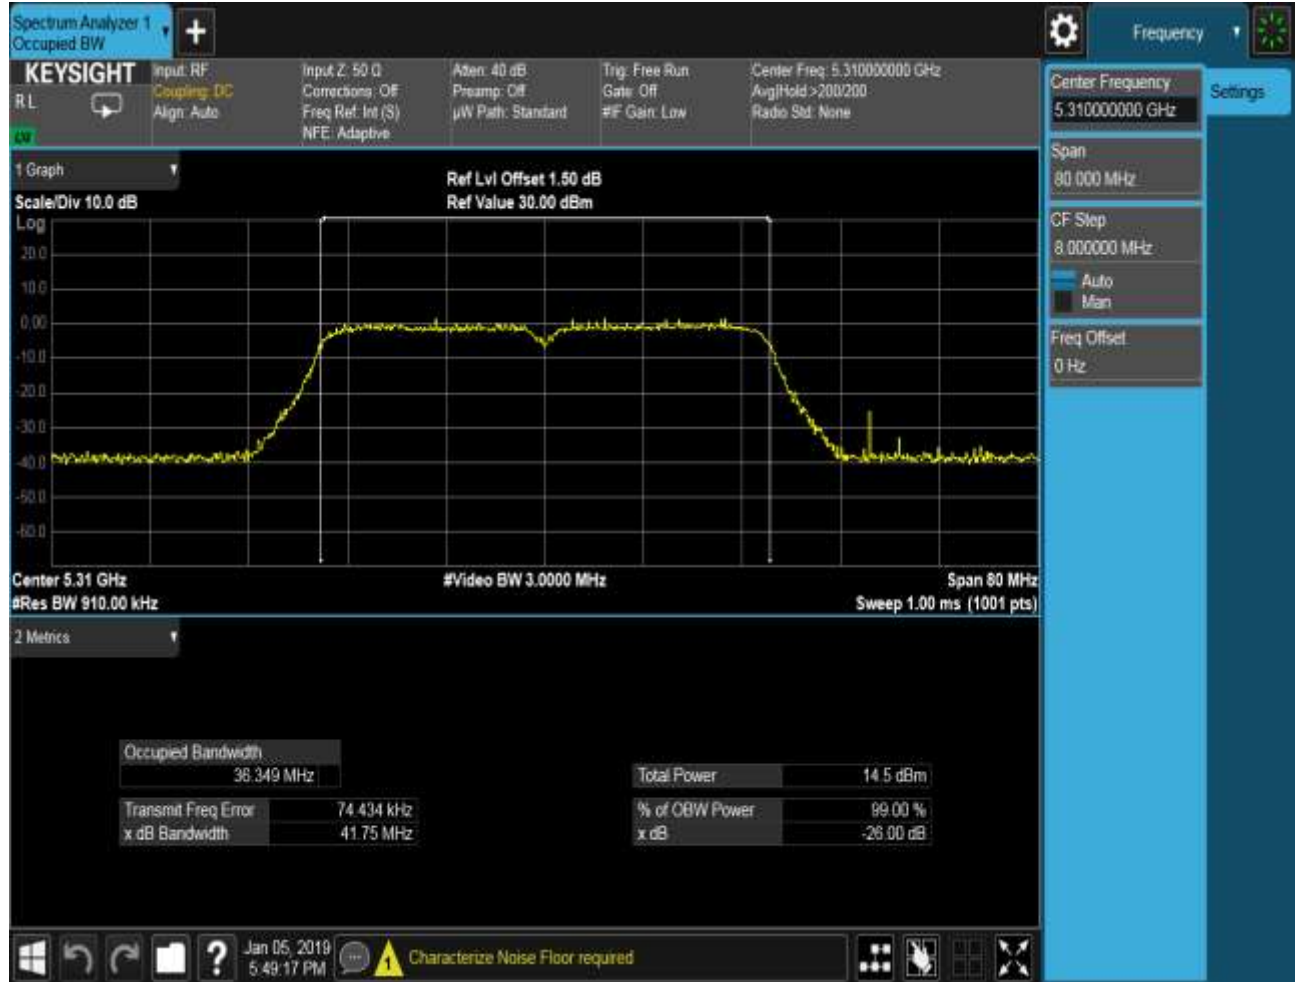 Spectrum Analyzer 1
Occupied BW
Frequency
KEYSIGHT
RL
Input: RF
Coupling: DC
Align: Auto
Input Z: 50 Ω
Corrections: Off
Freq Ref: Int (S)
NFE: Adaptive
Atten: 40 dB
Preamp: Off
µW Path: Standard
Trig: Free Run
Gate: Off
#IF Gain: Low
Center Freq: 5.310000000 GHz
Avg|Hold:>200/200
Radio Std: None
Center Frequency
5.310000000 GHz
Settings
Span
80.000 MHz
CF Step
8.000000 MHz
Auto
Man
Freq Offset
0 Hz
1 Graph
Scale/Div 10.0 dB
Ref Lvl Offset 1.50 dB
Ref Value 30.00 dBm
Log
20.0
10.0
0.00
-10.0
-20.0
-30.0
-40.0
-50.0
-60.0
Center 5.31 GHz
#Video BW 3.0000 MHz
Span 80 MHz
#Res BW 910.00 kHz
Sweep 1.00 ms (1001 pts)
2 Metrics
Occupied Bandwidth
36.349 MHz
Total Power 14.5 dBm
Transmit Freq Error 74.434 kHz
% of OBW Power 99.00 %
x dB Bandwidth 41.75 MHz
x dB -26.00 dB
Jan 05, 2019
5:49:17 PM
1
Characterize Noise Floor required